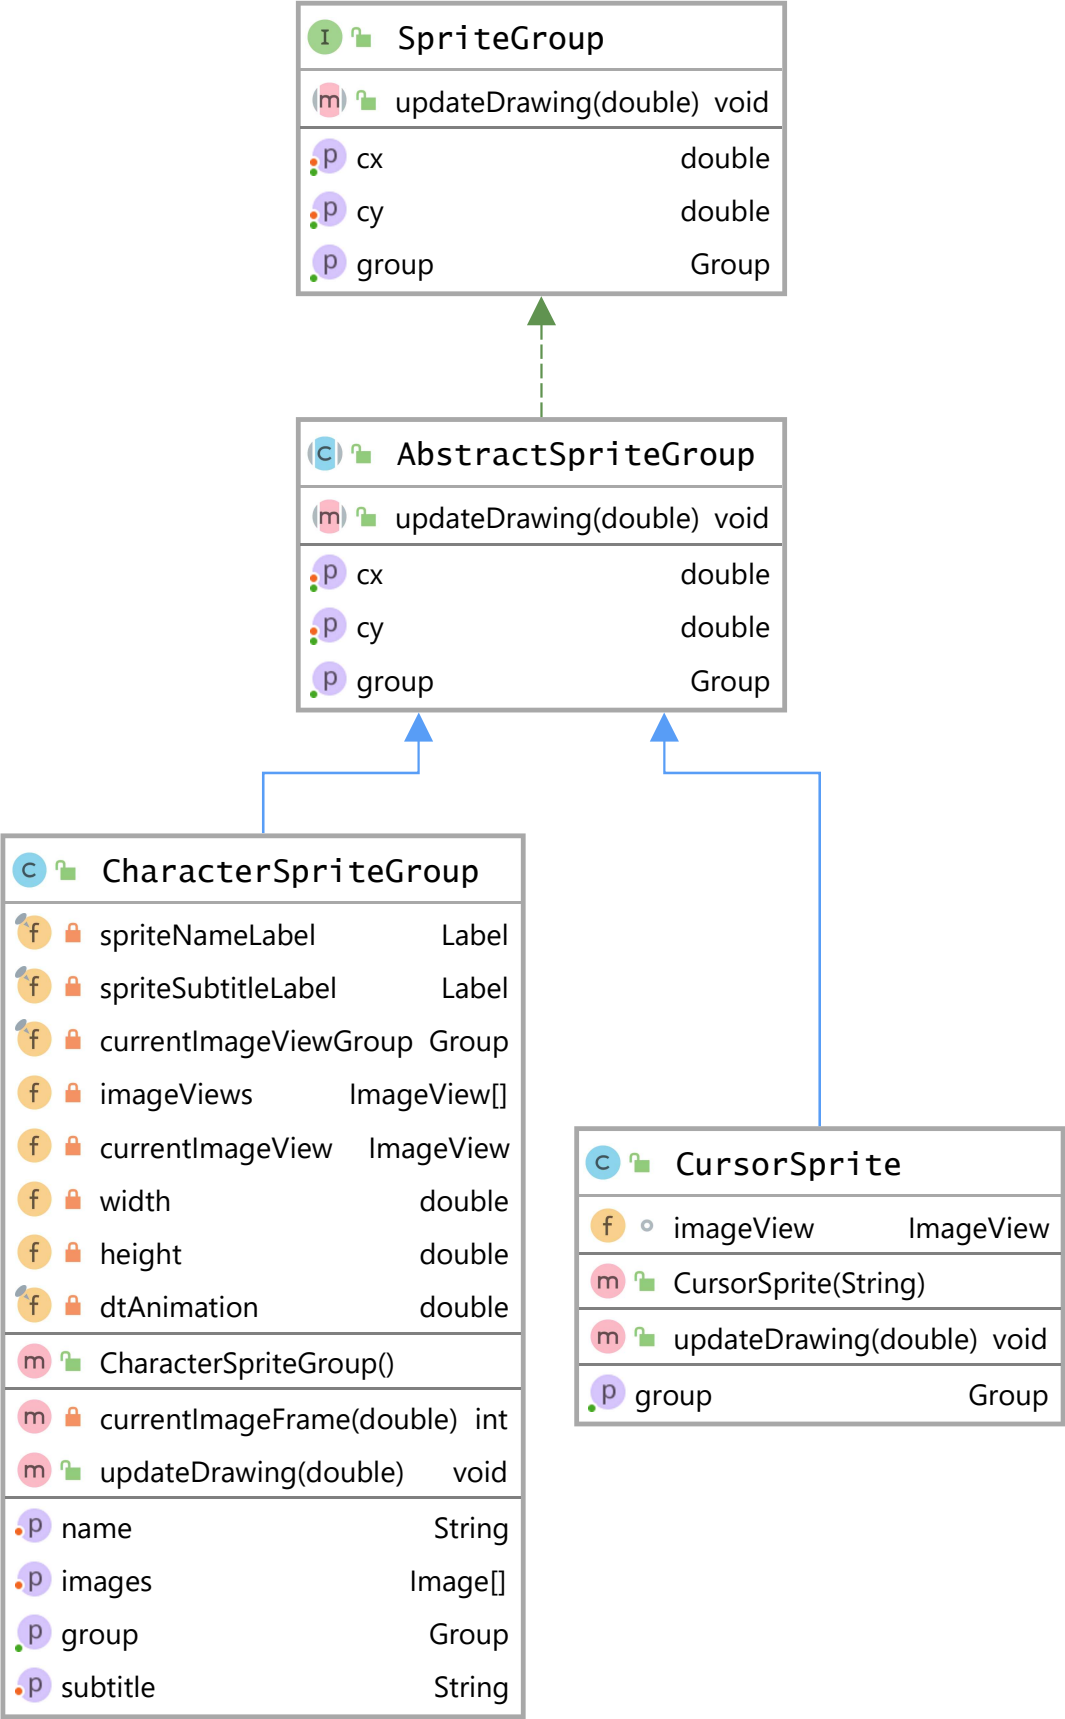 I SpriteGroup
m updateDrawing(double) void
p cx double
p cy double
p group Group
C AbstractSpriteGroup
m updateDrawing(double) void
p cx double
p cy double
p group Group
C CharacterSpriteGroup
f spriteNameLabel Label
f spriteSubtitleLabel Label
f currentImageViewGroup Group
f imageViews ImageView[]
f currentImageView ImageView
f width double
f height double
f dtAnimation double
m CharacterSpriteGroup()
m currentImageFrame(double) int
m updateDrawing(double) void
p name String
p images Image[]
p group Group
p subtitle String
C CursorSprite
f imageView ImageView
m CursorSprite(String)
m updateDrawing(double) void
p group Group